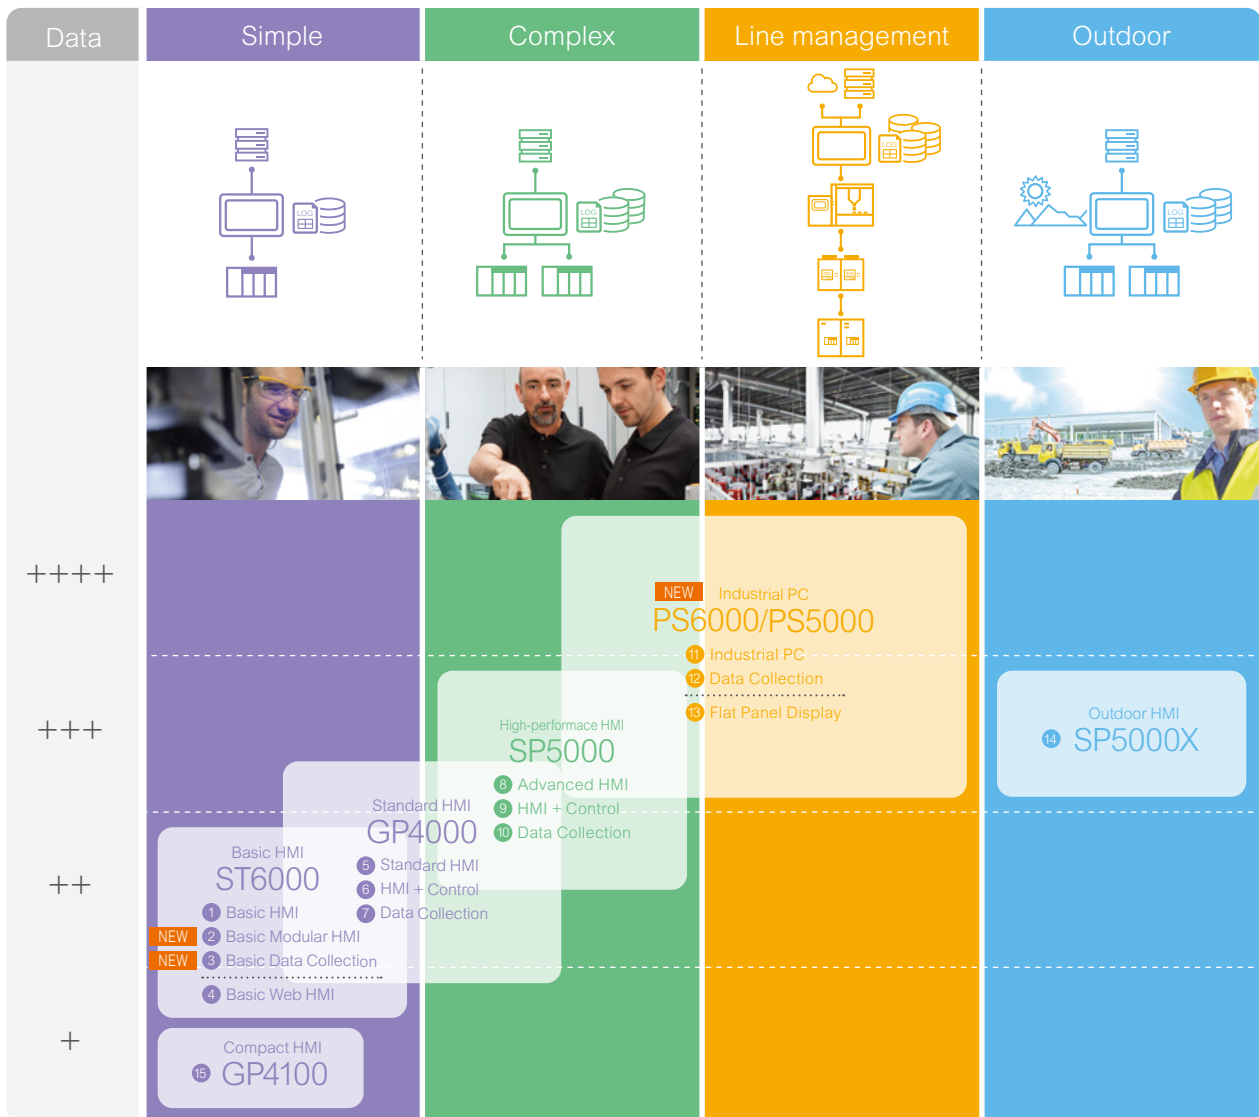 Data
Simple
Complex
Line management
Outdoor
LOG
LOG
LOG
LOG
++++
NEW Industrial PC
PS6000/PS5000
11 Industrial PC
12 Data Collection
13 Flat Panel Display
+++
High-performace HMI
SP5000
8 Advanced HMI
9 HMI + Control
10 Data Collection
Outdoor HMI
14 SP5000X
++
Standard HMI
GP4000
5 Standard HMI
6 HMI + Control
7 Data Collection
Basic HMI
ST6000
1 Basic HMI
NEW 2 Basic Modular HMI
NEW 3 Basic Data Collection
4 Basic Web HMI
+
Compact HMI
15 GP4100